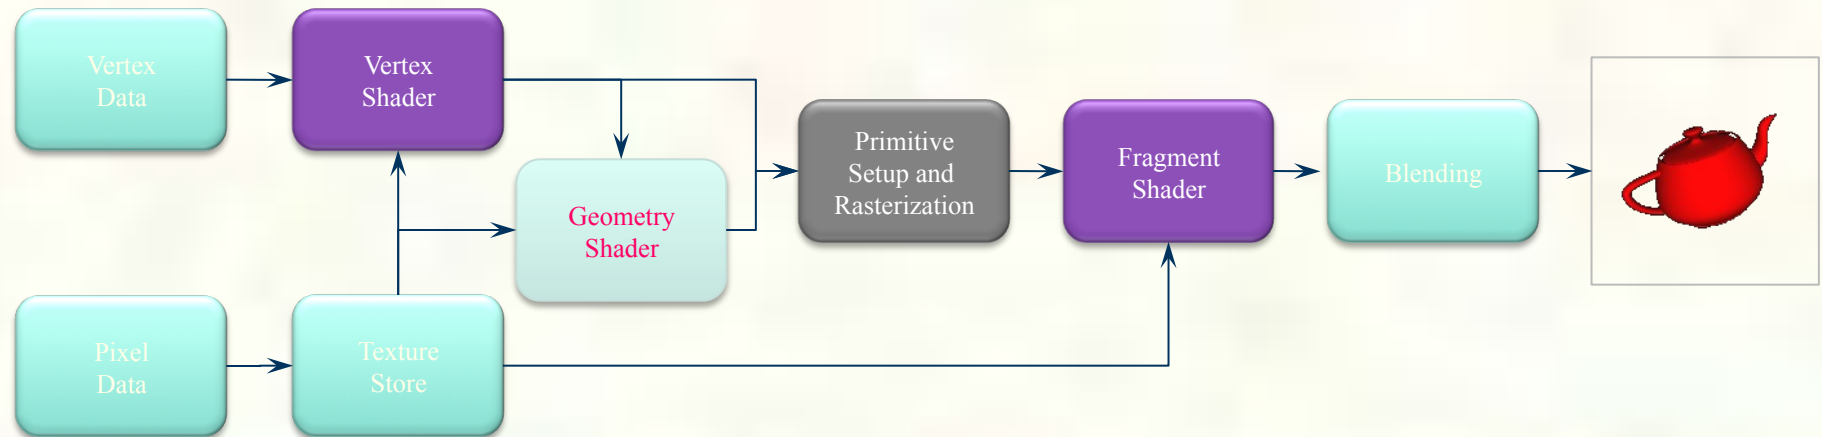 Vertex
Data
Vertex
Shader
Geometry
Shader
Primitive
Setup and
Rasterization
Fragment
Shader
Blending
Pixel
Data
Texture
Store